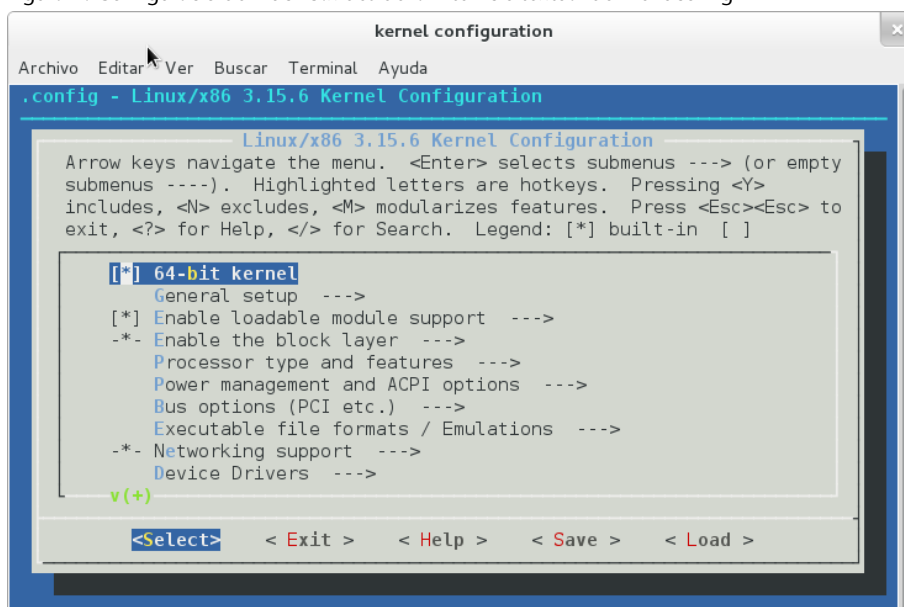 kernel configuration
Archivo Editar Ver Buscar Terminal Ayuda
.config - Linux/x86 3.15.6 Kernel Configuration
Linux/x86 3.15.6 Kernel Configuration
Arrow keys navigate the menu. <Enter> selects submenus ---> (or empty
submenus ----). Highlighted letters are hotkeys. Pressing <Y>
includes, <N> excludes, <M> modularizes features. Press <Esc><Esc> to
exit, <?> for Help, </> for Search. Legend: [*] built-in [ ]
[*] 64-bit kernel
General setup --->
[*] Enable loadable module support --->
-*- Enable the block layer --->
Processor type and features --->
Power management and ACPI options --->
Bus options (PCI etc.) --->
Executable file formats / Emulations --->
-*- Networking support --->
Device Drivers --->
v(+)
<Select> < Exit > < Help > < Save > < Load >